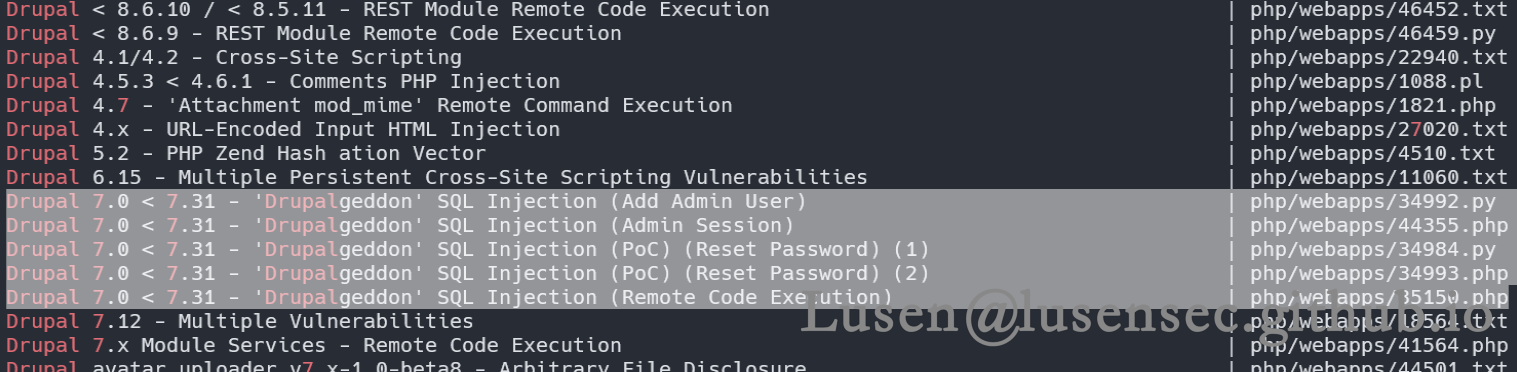 Drupal < 8.6.10 / < 8.5.11 - REST Module Remote Code Execution | php/webapps/46452.txt
Drupal < 8.6.9 - REST Module Remote Code Execution | php/webapps/46459.py
Drupal 4.1/4.2 - Cross-Site Scripting | php/webapps/22940.txt
Drupal 4.5.3 < 4.6.1 - Comments PHP Injection | php/webapps/1088.pl
Drupal 4.7 - 'Attachment mod_mime' Remote Command Execution | php/webapps/1821.php
Drupal 4.x - URL-Encoded Input HTML Injection | php/webapps/27020.txt
Drupal 5.2 - PHP Zend Hash ation Vector | php/webapps/4510.txt
Drupal 6.15 - Multiple Persistent Cross-Site Scripting Vulnerabilities | php/webapps/11060.txt
Drupal 7.0 < 7.31 - 'Drupalgeddon' SQL Injection (Add Admin User) | php/webapps/34992.py
Drupal 7.0 < 7.31 - 'Drupalgeddon' SQL Injection (Admin Session) | php/webapps/44355.php
Drupal 7.0 < 7.31 - 'Drupalgeddon' SQL Injection (PoC) (Reset Password) (1) | php/webapps/34984.py
Drupal 7.0 < 7.31 - 'Drupalgeddon' SQL Injection (PoC) (Reset Password) (2) | php/webapps/34993.php
Drupal 7.0 < 7.31 - 'Drupalgeddon' SQL Injection (Remote Code Execution) | php/webapps/35150.php
Drupal 7.12 - Multiple Vulnerabilities | php/webapps/18564.txt
Lusen@lusensec.github.io
Drupal 7.x Module Services - Remote Code Execution | php/webapps/41564.php
Drupal avatar_uploader v7.x-1.0-beta8 - Arbitrary File Disclosure | php/webapps/44501.txt